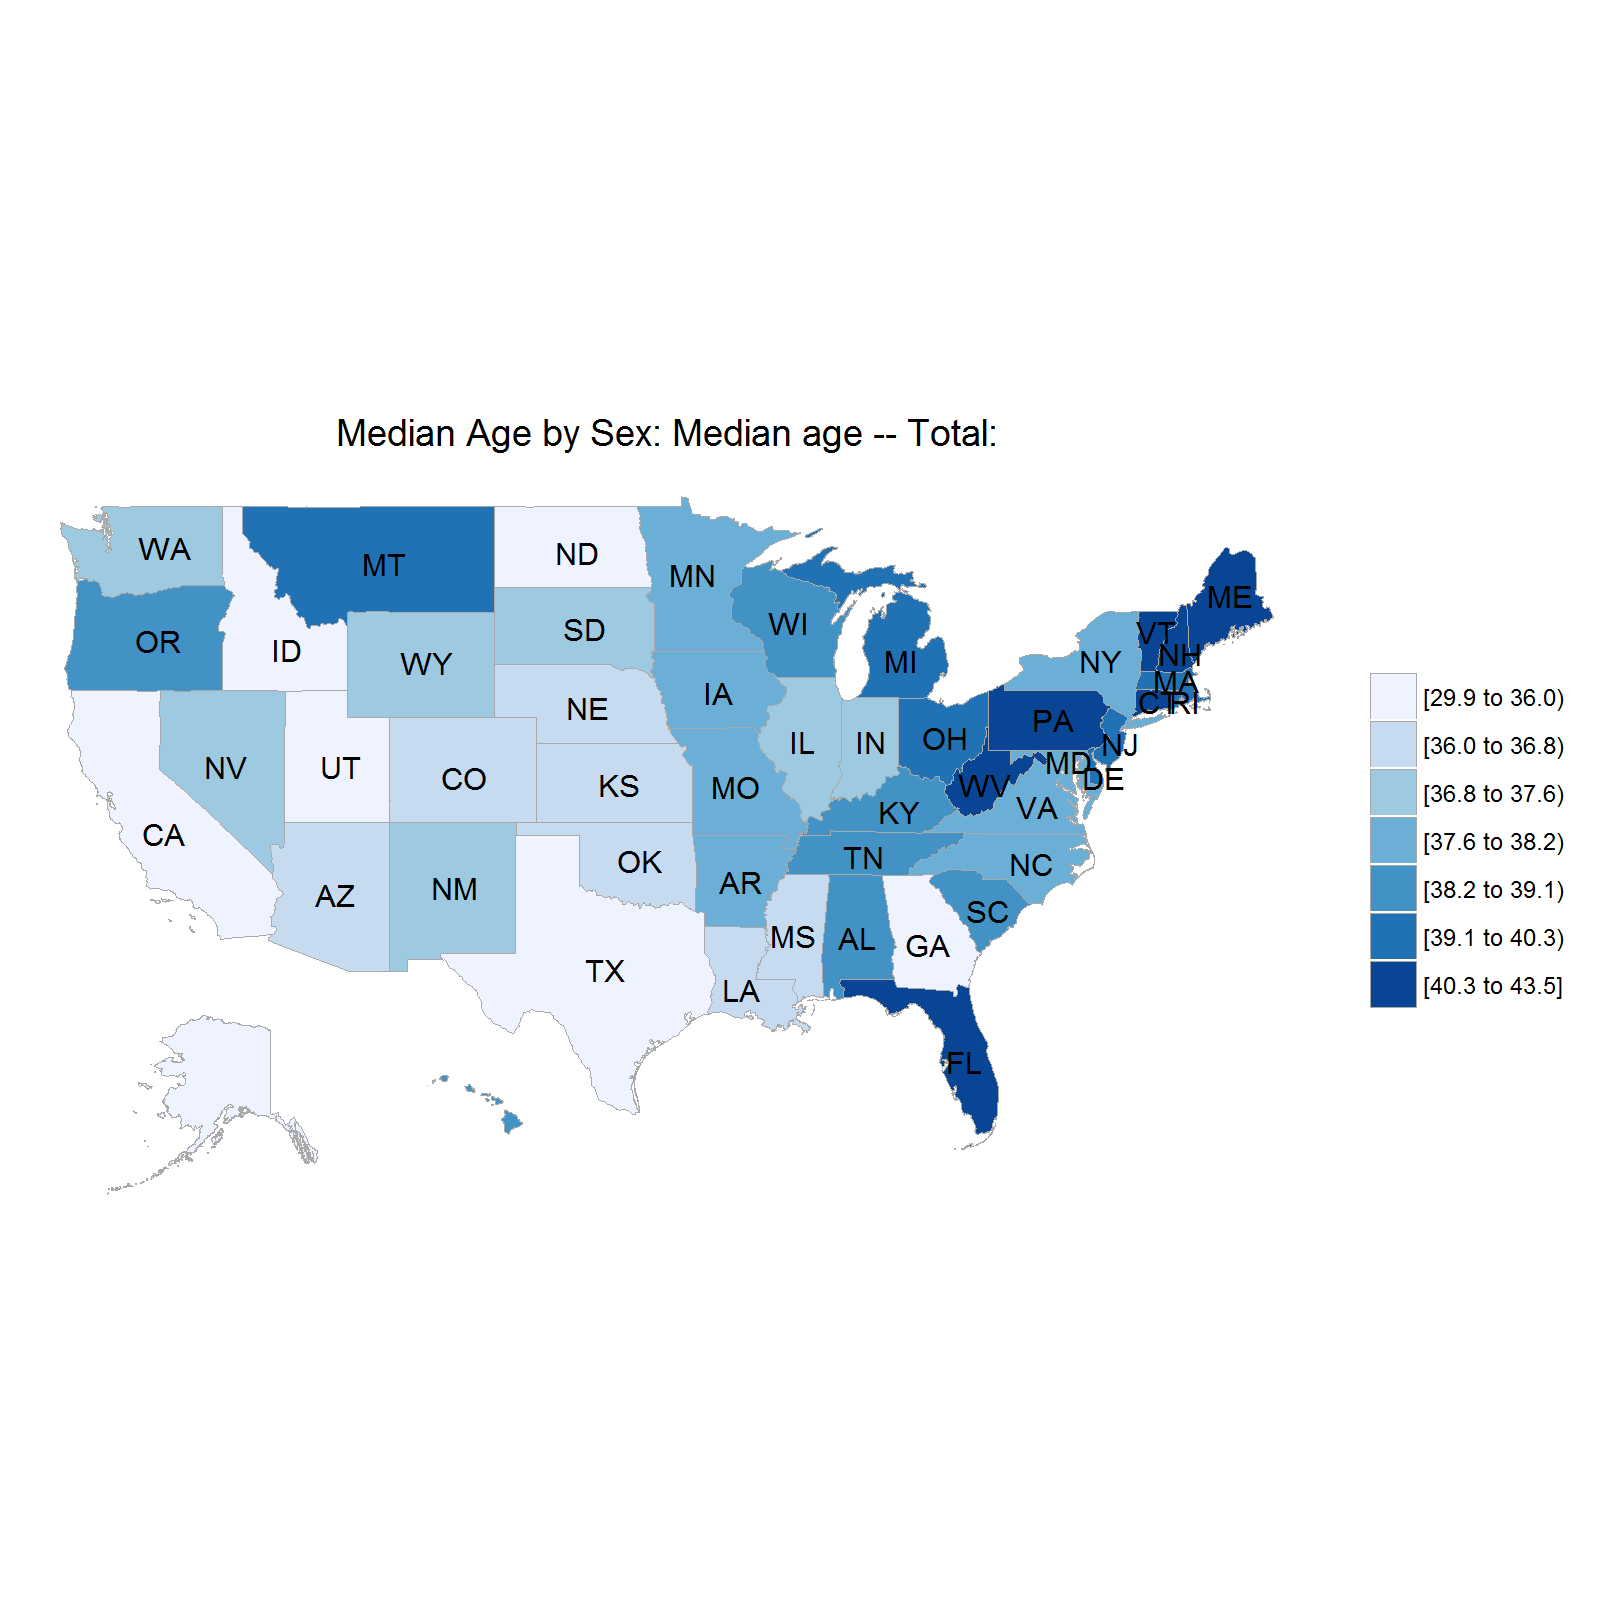 Median Age by Sex: Median age -- Total:
WA
MT
ND
MN
ME
OR
ID
SD
WI
VT
WY
MI
NY
NH
MA
NE
IA
CT
RI
PA
NV
UT
CO
KS
MO
IL
IN
OH
NJ
MD
DE
WV
VA
CA
KY
TN
NC
AZ
NM
OK
AR
SC
MS
AL
GA
TX
LA
FL
[29.9 to 36.0)
[36.0 to 36.8)
[36.8 to 37.6)
[37.6 to 38.2)
[38.2 to 39.1)
[39.1 to 40.3)
[40.3 to 43.5]